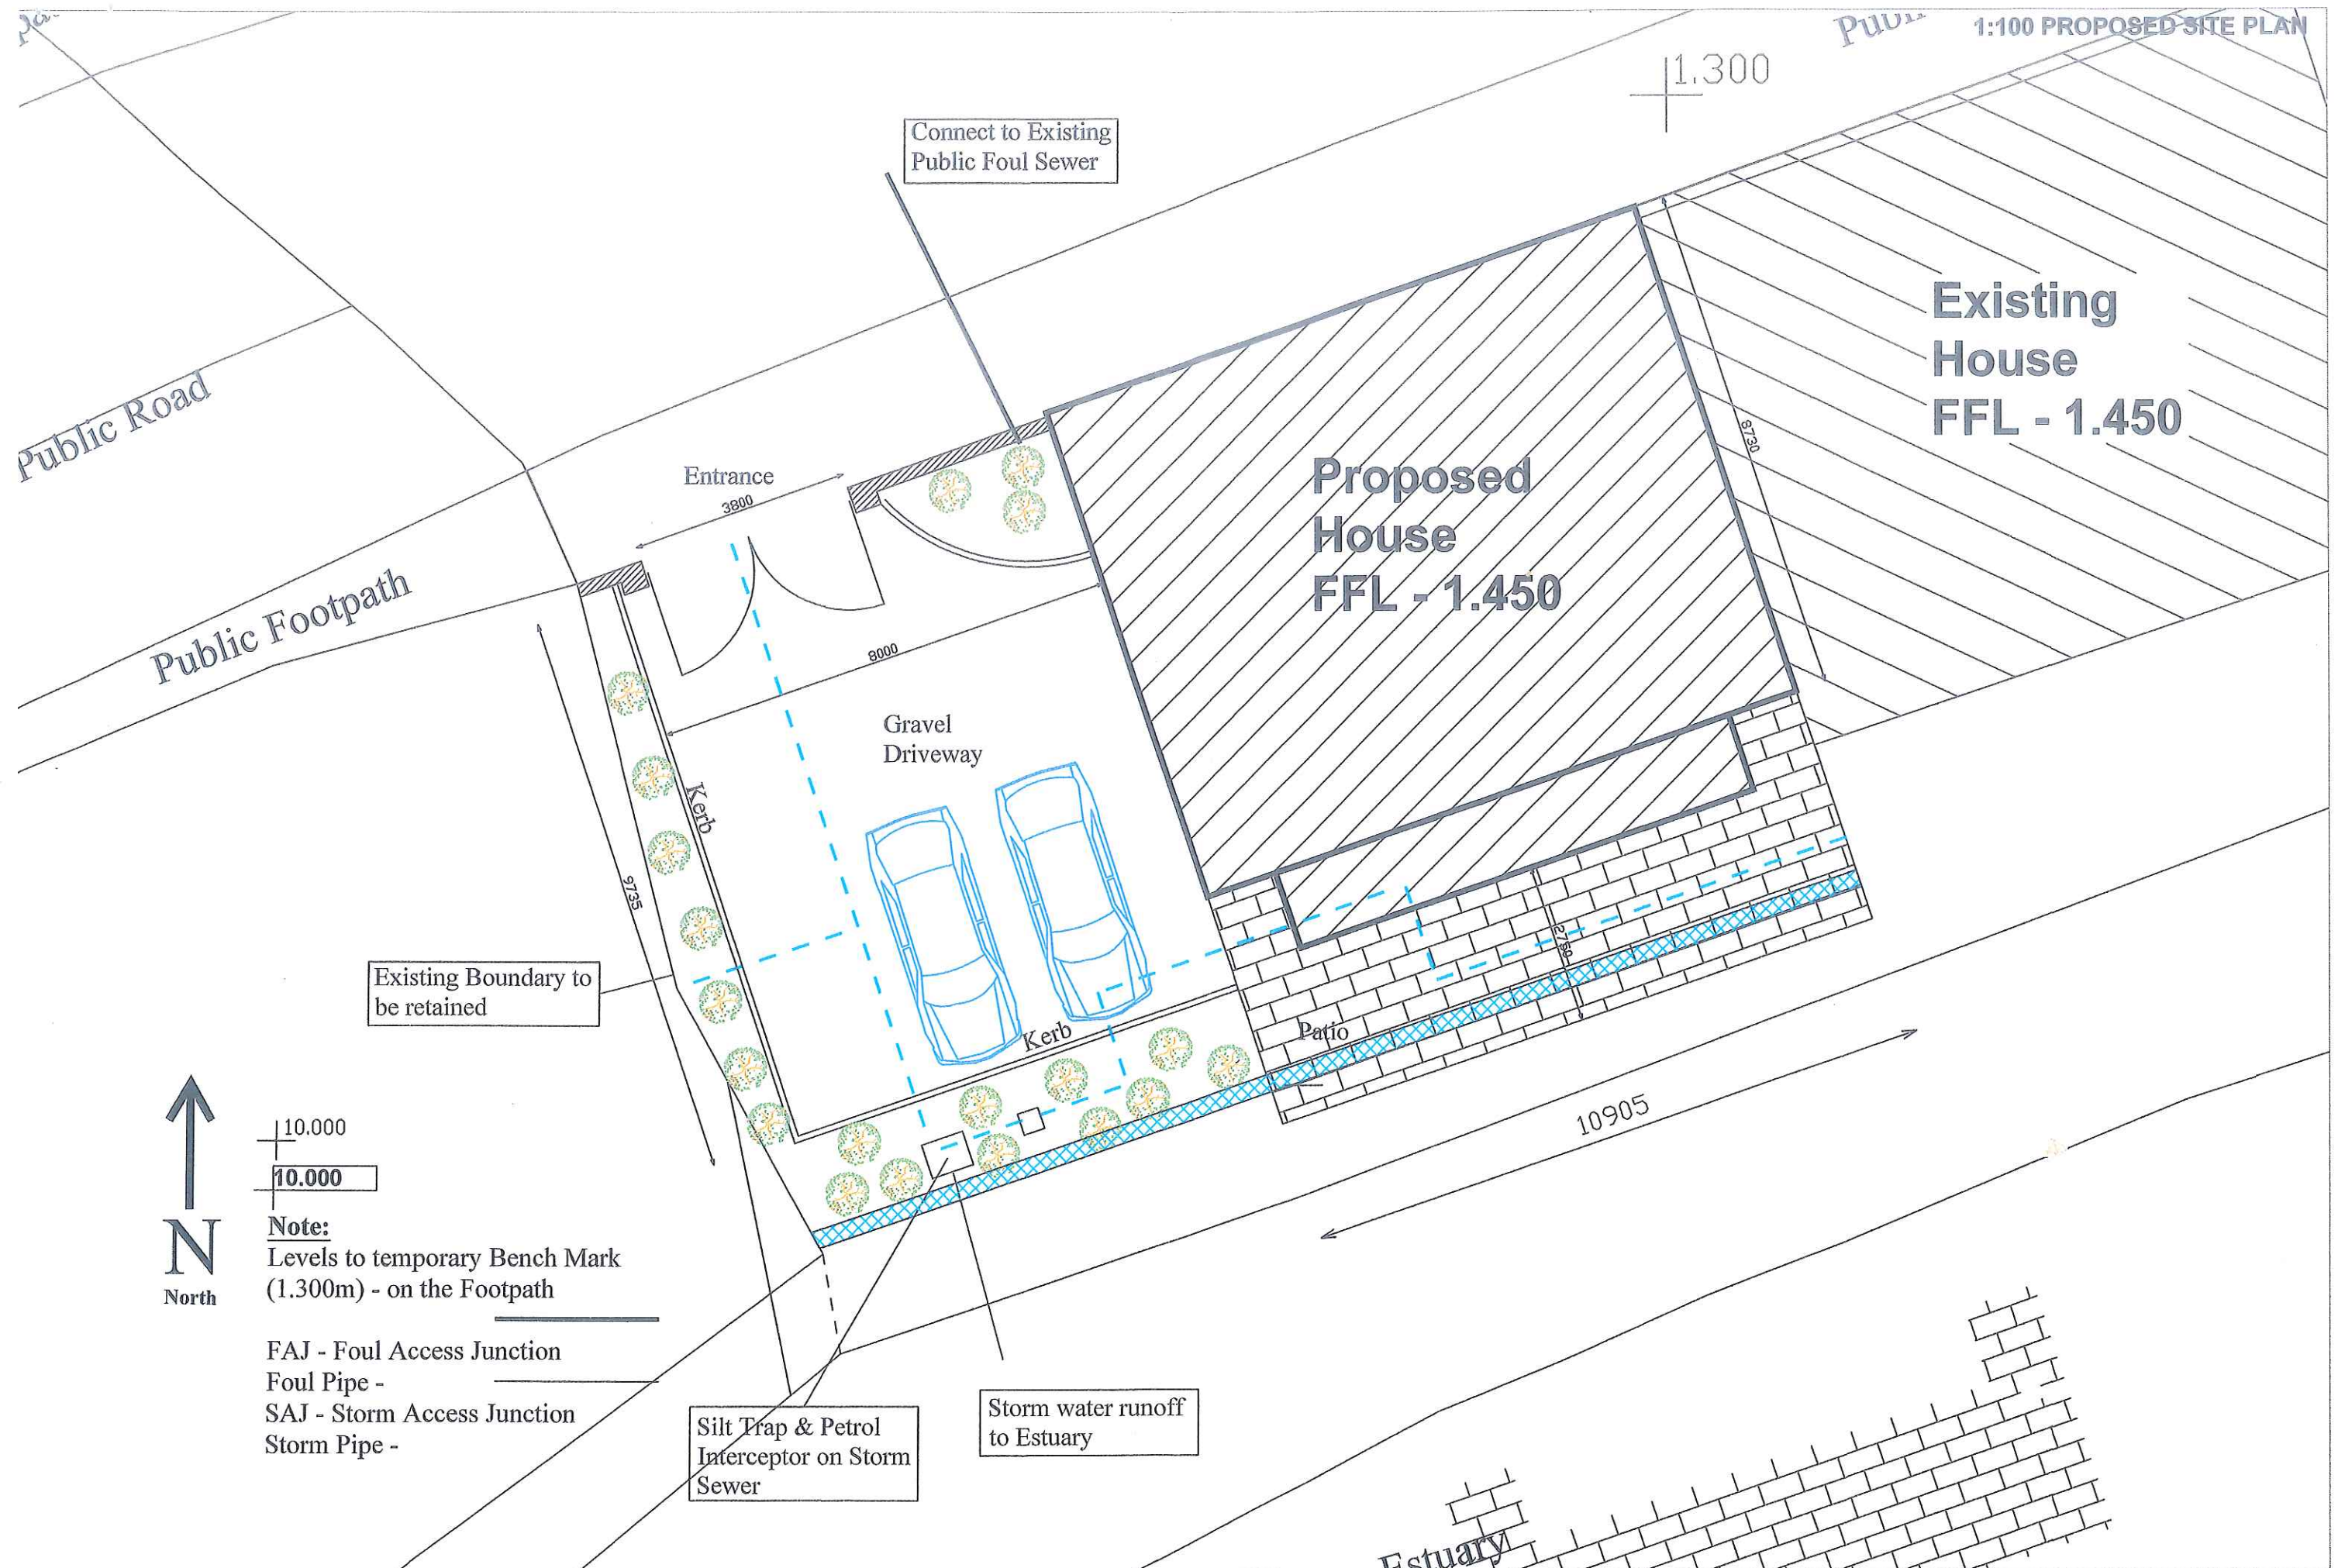 1:100 PROPOSED SITE PLAN
1.300
Connect to Existing
Public Foul Sewer
Existing
House
FFL - 1.450
Public Road
Entrance
3800
Proposed
House
FFL - 1.450
8730
Public Footpath
8000
Gravel
Driveway
Kerb
9735
2750
Existing Boundary to
be retained
Kerb
Patio
10905
10.000
10.000
N
North
Note:
Levels to temporary Bench Mark
(1.300m) - on the Footpath
FAJ - Foul Access Junction
Foul Pipe -
SAJ - Storm Access Junction
Storm Pipe -
Silt Trap & Petrol
Interceptor on Storm
Sewer
Storm water runoff
to Estuary
Estuary